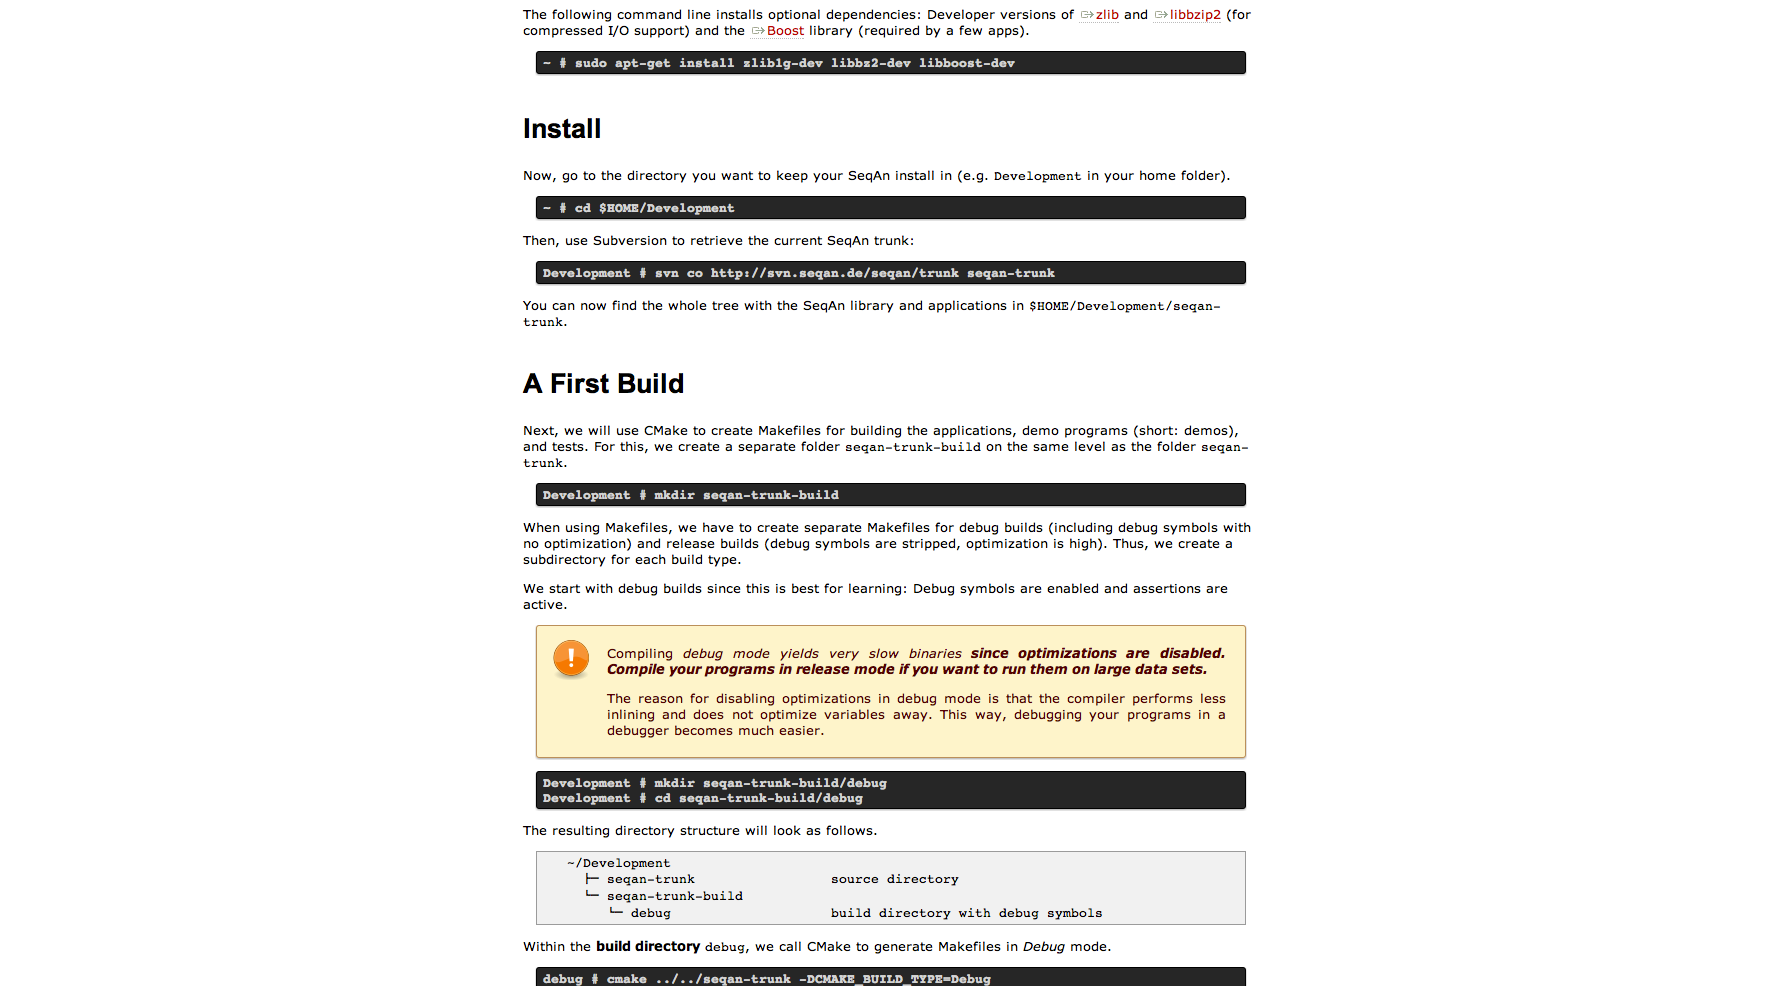 The following command line installs optional dependencies: Developer versions of zlib and libbzip2 (for
compressed I/O support) and the Boost library (required by a few apps).
~ # sudo apt-get install zlib1g-dev libbz2-dev libboost-dev
Install
Now, go to the directory you want to keep your SeqAn install in (e.g. Development in your home folder).
~ # cd $HOME/Development
Then, use Subversion to retrieve the current SeqAn trunk:
Development # svn co http://svn.seqan.de/seqan/trunk seqan-trunk
You can now find the whole tree with the SeqAn library and applications in $HOME/Development/seqan-
trunk.
A First Build
Next, we will use CMake to create Makefiles for building the applications, demo programs (short: demos),
and tests. For this, we create a separate folder seqan-trunk-build on the same level as the folder seqan-
trunk.
Development # mkdir seqan-trunk-build
When using Makefiles, we have to create separate Makefiles for debug builds (including debug symbols with
no optimization) and release builds (debug symbols are stripped, optimization is high). Thus, we create a
subdirectory for each build type.
We start with debug builds since this is best for learning: Debug symbols are enabled and assertions are
active.
Compiling debug mode yields very slow binaries since optimizations are disabled.
Compile your programs in release mode if you want to run them on large data sets.
The reason for disabling optimizations in debug mode is that the compiler performs less
inlining and does not optimize variables away. This way, debugging your programs in a
debugger becomes much easier.
Development # mkdir seqan-trunk-build/debug
Development # cd seqan-trunk-build/debug
The resulting directory structure will look as follows.
~/Development
├─ seqan-trunk source directory
└─ seqan-trunk-build
└─ debug build directory with debug symbols
Within the build directory debug, we call CMake to generate Makefiles in Debug mode.
debug # cmake ../../seqan-trunk -DCMAKE_BUILD_TYPE=Debug